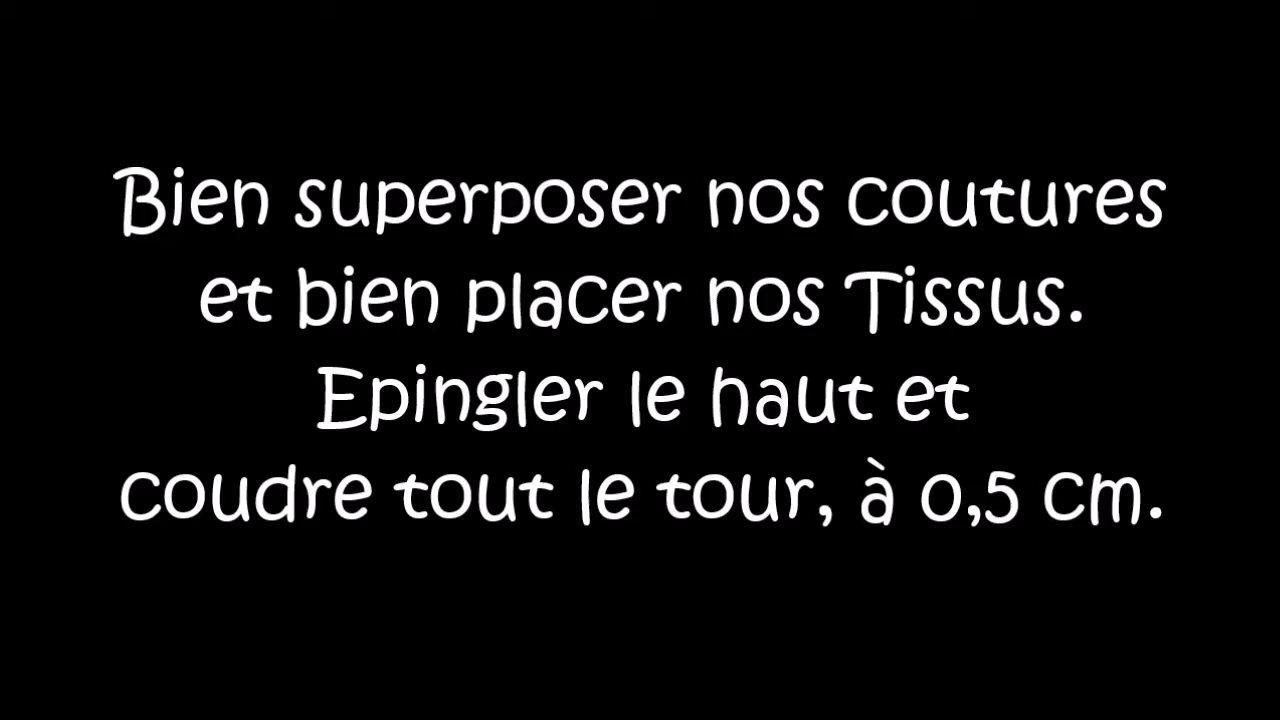 Bien superposer nos coutures
et bien placer nos Tissus.
Epingler le haut et
coudre tout le tour, à 0,5 cm.